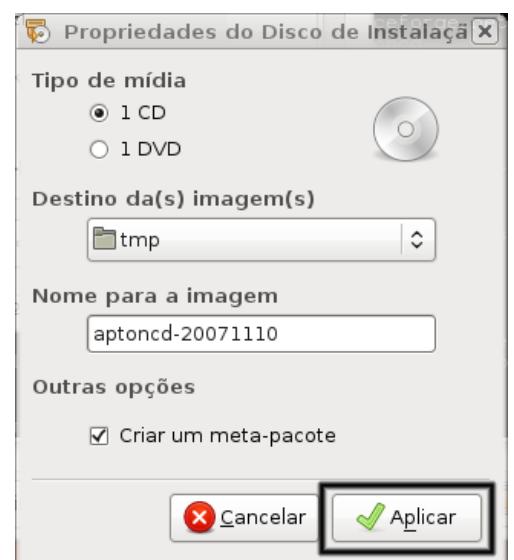 Propriedades do Disco de Instalaçã
Tipo de mídia
1 CD
1 DVD
Destino da(s) imagem(s)
tmp
Nome para a imagem
aptoncd-20071110
Outras opções
Criar um meta-pacote
Cancelar
Aplicar